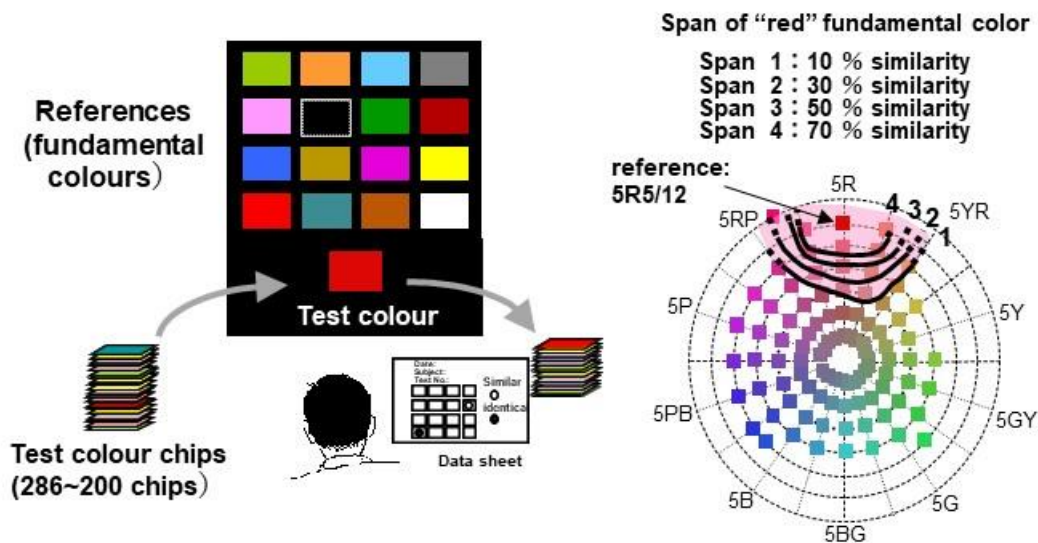 References
(fundamental
colours）
Test colour
Test colour chips
(286~200 chips）
Date:
Subject:
Text No.:
Similar
identica
Data sheet
Span of “red” fundamental color
Span 1：10 % similarity
Span 2：30 % similarity
Span 3：50 % similarity
Span 4：70 % similarity
reference:
5R5/12
5R
5RP
4
3
2
1
5YR
5P
5Y
5PB
5GY
5B
5G
5BG